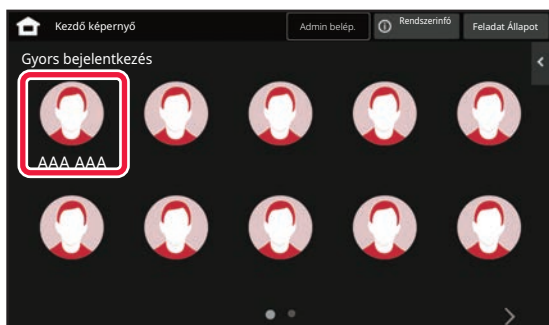 Kezdő képernyő
Admin belép.
Rendszerinfó
Feladat Állapot
Gyors bejelentkezés
AAA AAA